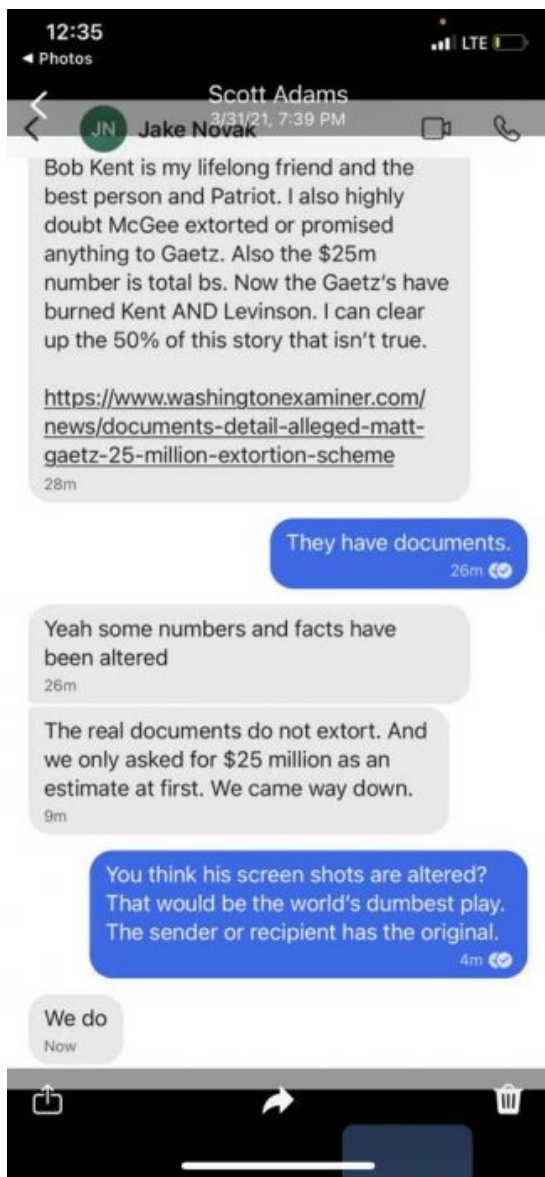 12:35
LTE
◄ Photos
Scott Adams
3/31/21, 7:39 PM
JN Jake Novak
Bob Kent is my lifelong friend and the
best person and Patriot. I also highly
doubt McGee extorted or promised
anything to Gaetz. Also the $25m
number is total bs. Now the Gaetz’s have
burned Kent AND Levinson. I can clear
up the 50% of this story that isn’t true.
https://www.washingtonexaminer.com/
news/documents-detail-alleged-matt-
gaetz-25-million-extortion-scheme
28m
They have documents.
26m
Yeah some numbers and facts have
been altered
26m
The real documents do not extort. And
we only asked for $25 million as an
estimate at first. We came way down.
9m
You think his screen shots are altered?
That would be the world’s dumbest play.
The sender or recipient has the original.
4m
We do
Now